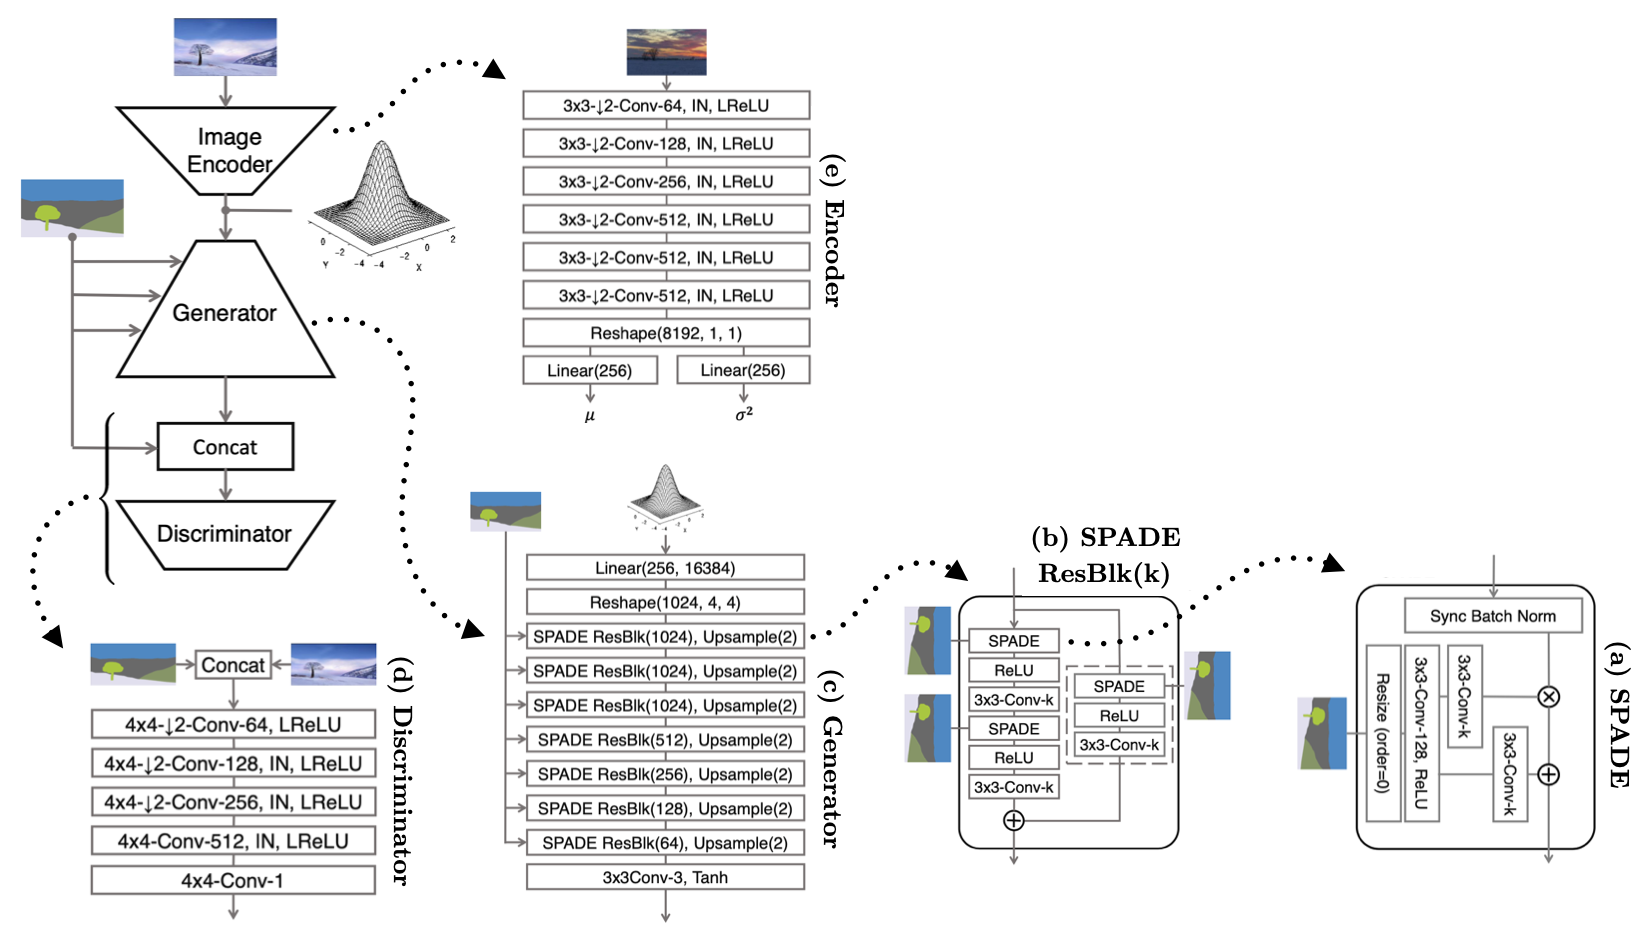 Image
Encoder
Generator
Concat
Discriminator
0
-2
-4
Y
-4
-2
0
2
X
3x3-↓2-Conv-64, IN, LReLU
3x3-↓2-Conv-128, IN, LReLU
3x3-↓2-Conv-256, IN, LReLU
3x3-↓2-Conv-512, IN, LReLU
3x3-↓2-Conv-512, IN, LReLU
3x3-↓2-Conv-512, IN, LReLU
Reshape(8192, 1, 1)
Linear(256)
Linear(256)
μ
σ²
(e) Encoder
Concat
4x4-↓2-Conv-64, LReLU
4x4-↓2-Conv-128, IN, LReLU
4x4-↓2-Conv-256, IN, LReLU
4x4-Conv-512, IN, LReLU
4x4-Conv-1
(d) Discriminator
Linear(256, 16384)
Reshape(1024, 4, 4)
SPADE ResBlk(1024), Upsample(2)
SPADE ResBlk(1024), Upsample(2)
SPADE ResBlk(1024), Upsample(2)
SPADE ResBlk(512), Upsample(2)
SPADE ResBlk(256), Upsample(2)
SPADE ResBlk(128), Upsample(2)
SPADE ResBlk(64), Upsample(2)
3x3Conv-3, Tanh
(c) Generator
(b) SPADE
ResBlk(k)
SPADE
ReLU
3x3-Conv-k
SPADE
ReLU
3x3-Conv-k
SPADE
ReLU
3x3-Conv-k
Sync Batch Norm
Resize (order=0)
3x3-Conv-128, ReLU
3x3-Conv-k
3x3-Conv-k
(a) SPADE